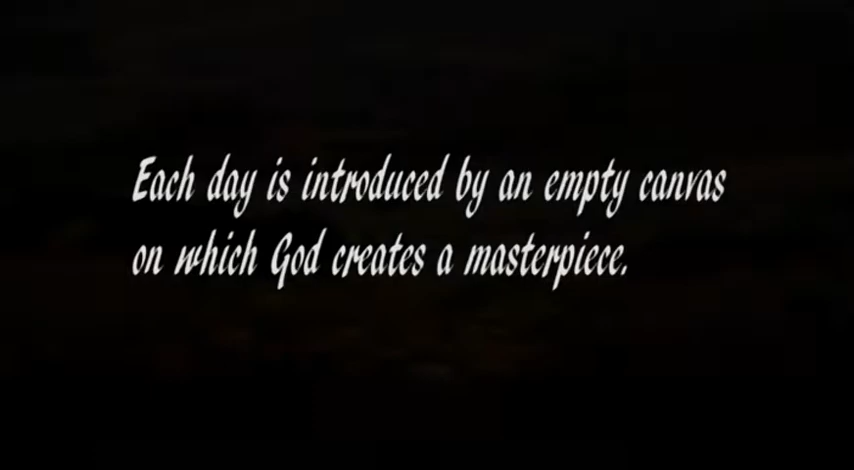 Each day is introduced by an empty canvas
on which God creates a masterpiece.